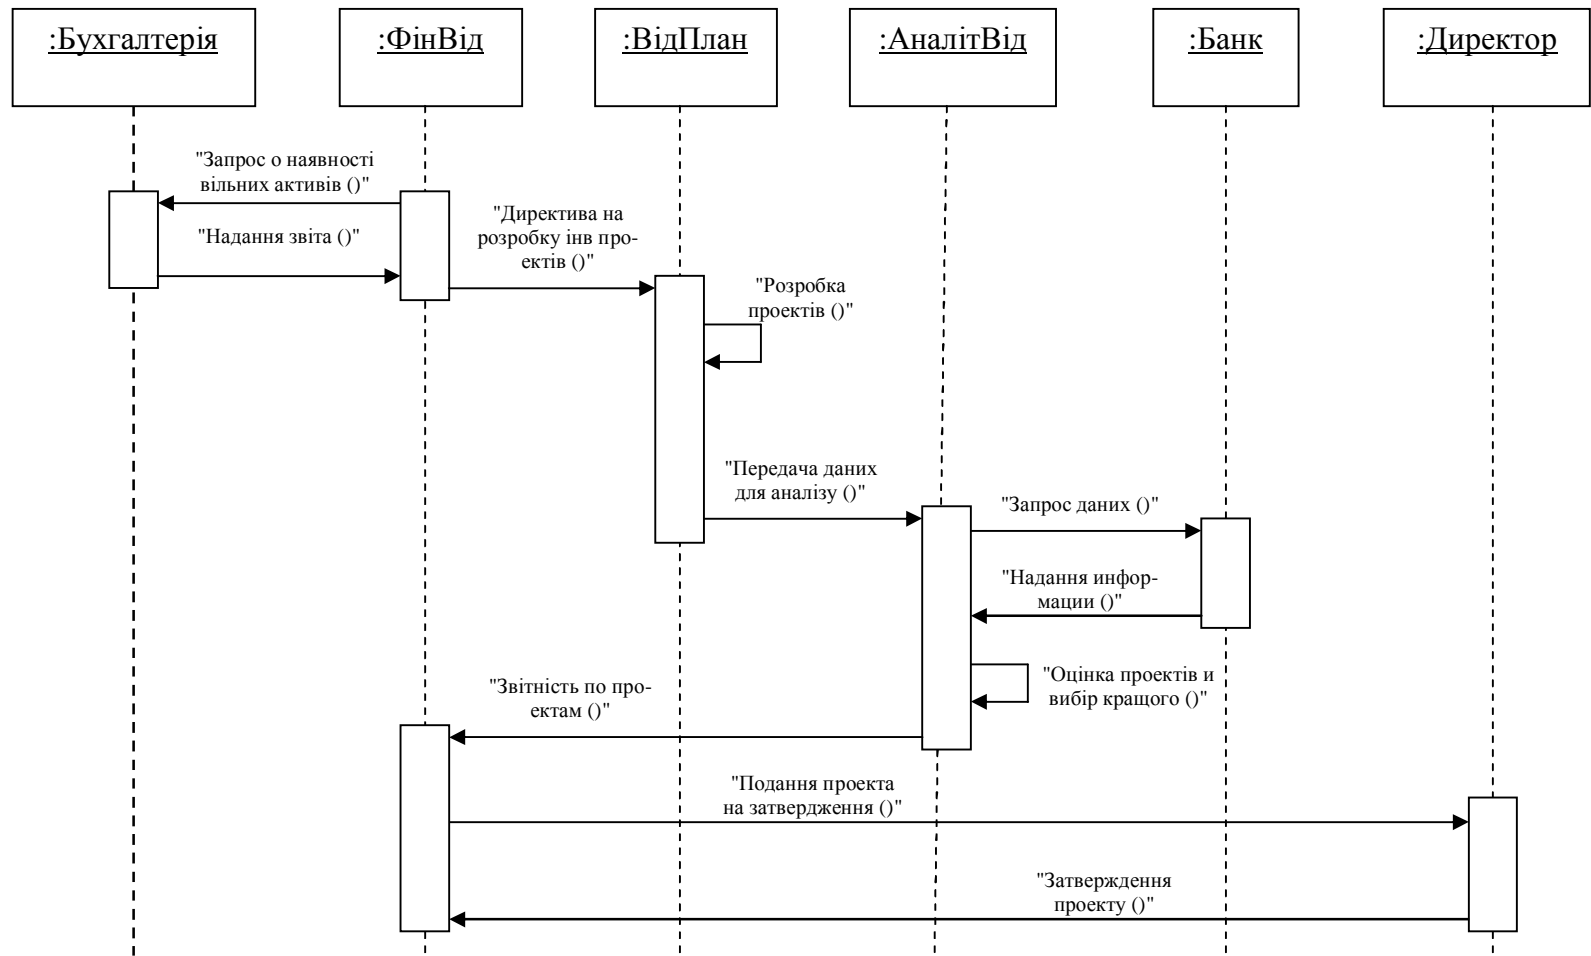 :Бухгалтерія
:ФінВід
:ВідПлан
:АналітВід
:Банк
:Директор
"Запрос о наявності
вільних активів ()"
"Надання звіта ()"
"Директива на
розробку інв про-
ектів ()"
"Розробка
проектів ()"
"Передача даних
для аналізу ()"
"Запрос даних ()"
"Надання инфор-
мации ()"
"Оцінка проектів и
вибір кращого ()"
"Звітність по про-
ектам ()"
"Подання проекта
на затвердження ()"
"Затверждення
проекту ()"